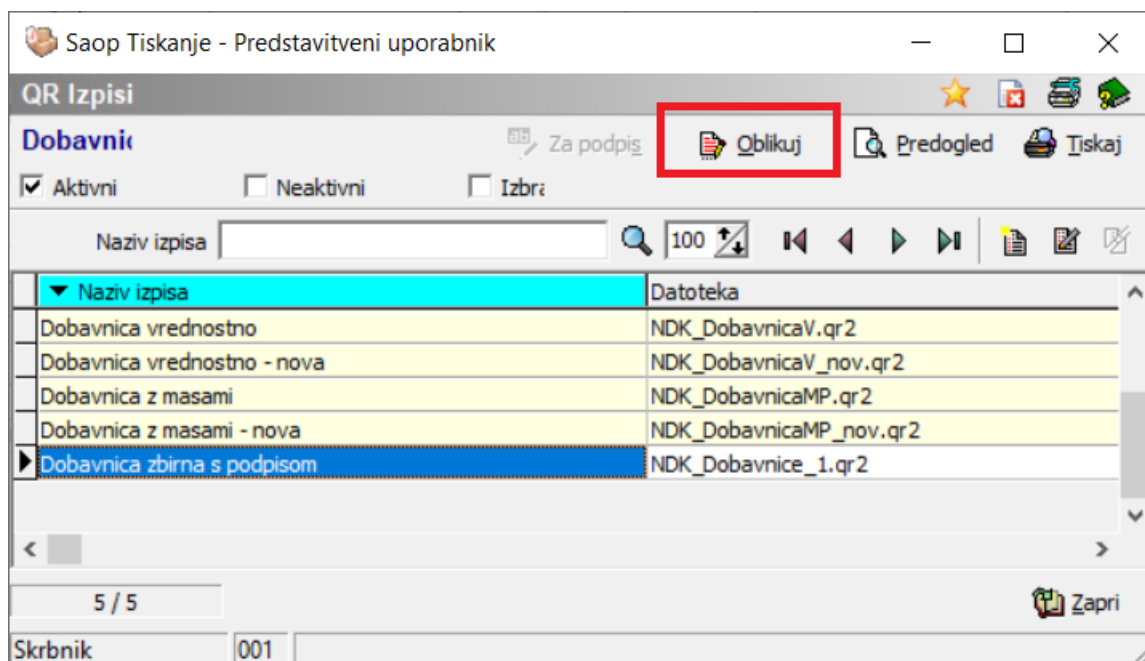 Saop Tiskanje - Predstavitveni uporabnik
QR Izpisi
Dobavnic Za podpis Oblikuj Predogled Tiskaj
Aktivni Neaktivni Izbra
Naziv izpisa 100
Naziv izpisa Datoteka
Dobavnica vrednostno NDK_DobavnicaV.qr2
Dobavnica vrednostno - nova NDK_DobavnicaV_nov.qr2
Dobavnica z masami NDK_DobavnicaMP.qr2
Dobavnica z masami - nova NDK_DobavnicaMP_nov.qr2
Dobavnica zbirna s podpisom NDK_Dobavnice_1.qr2
5 / 5 Zapri
Skrbnik 001